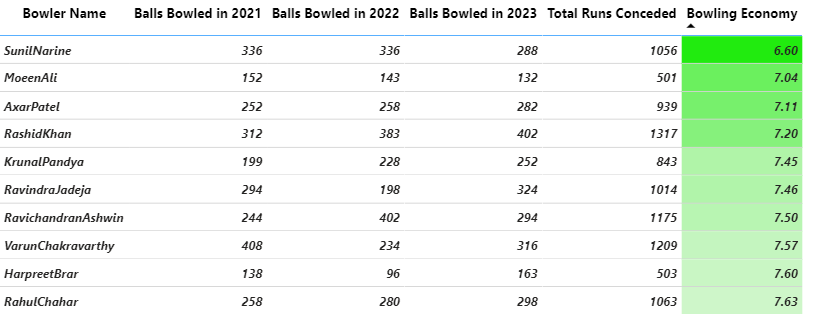 Bowler Name Balls Bowled in 2021 Balls Bowled in 2022 Balls Bowled in 2023 Total Runs Conceded Bowling Economy
SunilNarine 336 336 288 1056 6.60
MoeenAli 152 143 132 501 7.04
AxarPatel 252 258 282 939 7.11
RashidKhan 312 383 402 1317 7.20
KrunalPandya 199 228 252 843 7.45
RavindraJadeja 294 198 324 1014 7.46
RavichandranAshwin 244 402 294 1175 7.50
VarunChakravarthy 408 234 316 1209 7.57
HarpreetBrar 138 96 163 503 7.60
RahulChahar 258 280 298 1063 7.63